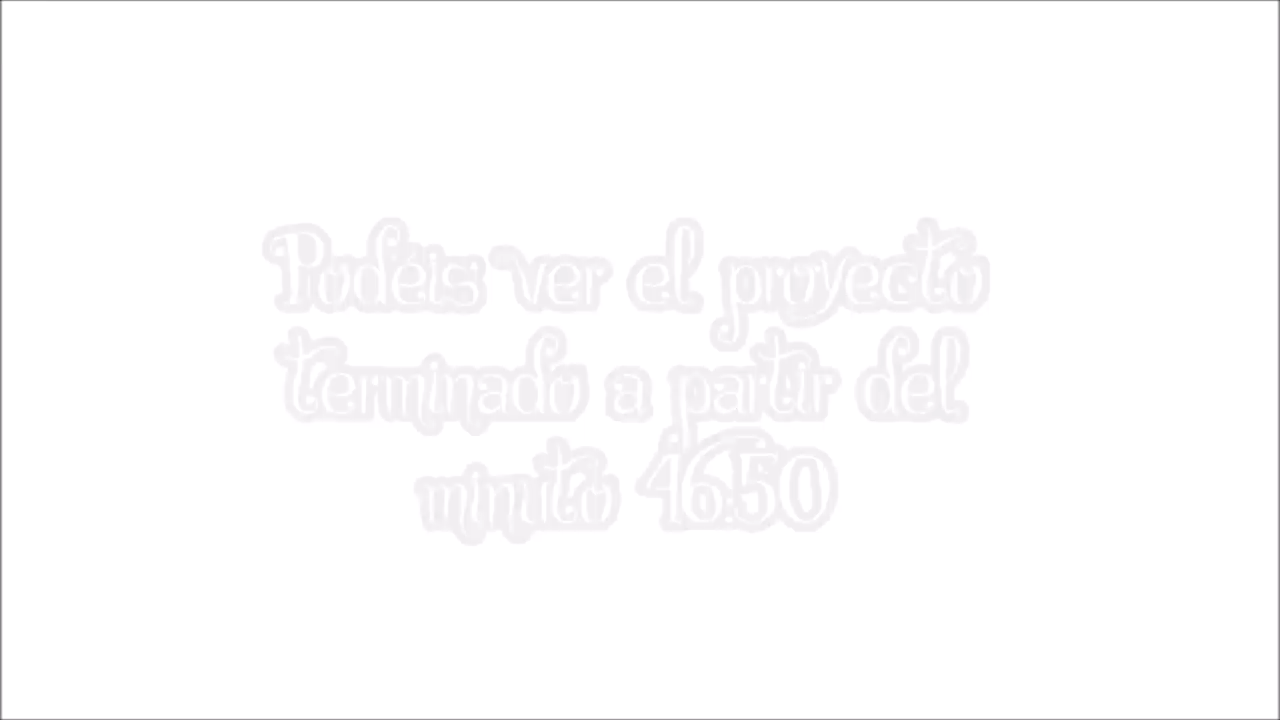 Podéis ver el proyecto
terminado a partir del
minuto 16:50